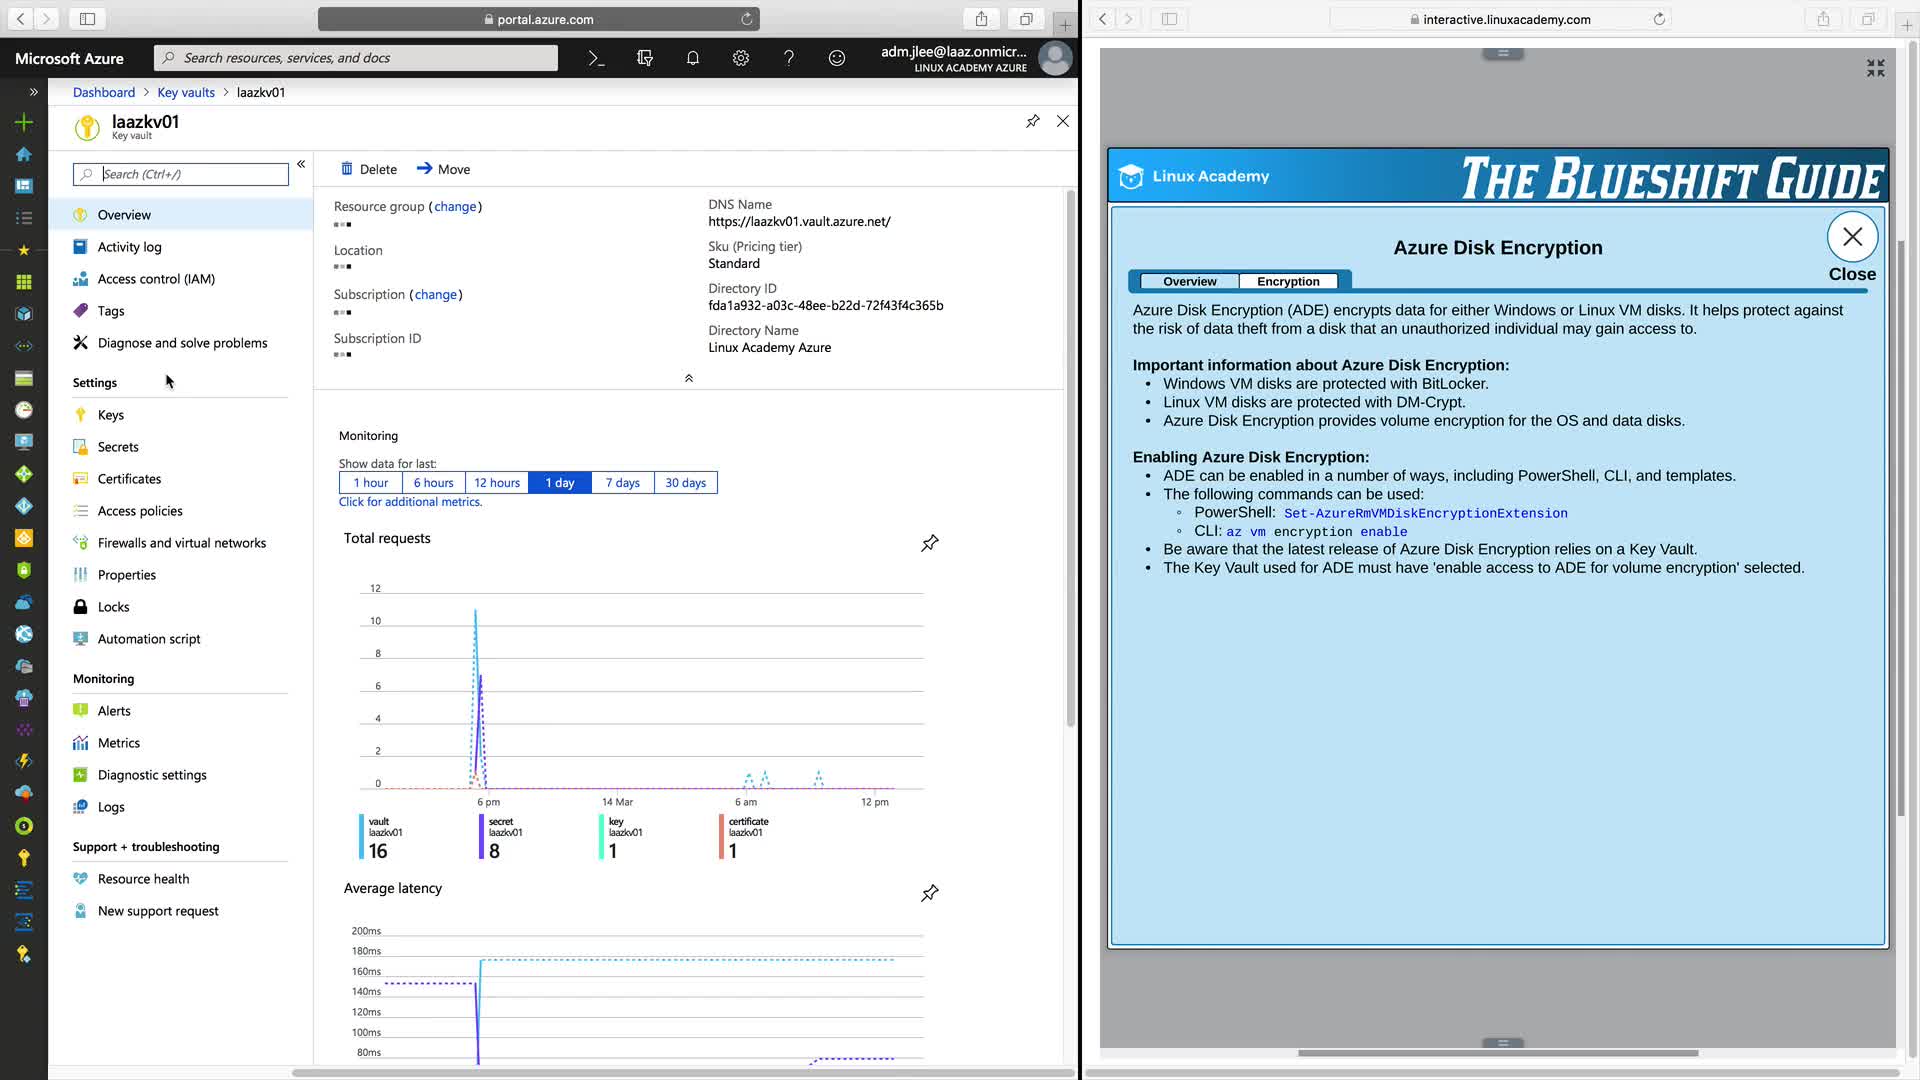 portal.azure.com
Microsoft Azure
Search resources, services, and docs
adm.jlee@laaz.onmicr...
LINUX ACADEMY AZURE
Dashboard > Key vaults > laazkv01
laazkv01
Key vault
Search (Ctrl+/)
Overview
Activity log
Access control (IAM)
Tags
Diagnose and solve problems
Settings
Keys
Secrets
Certificates
Access policies
Firewalls and virtual networks
Properties
Locks
Automation script
Monitoring
Alerts
Metrics
Diagnostic settings
Logs
Support + troubleshooting
Resource health
New support request
Delete
Move
Resource group (change)
Location
Subscription (change)
Subscription ID
DNS Name
https://laazkv01.vault.azure.net/
Sku (Pricing tier)
Standard
Directory ID
fda1a932-a03c-48ee-b22d-72f43f4c365b
Directory Name
Linux Academy Azure
Monitoring
Show data for last:
1 hour 6 hours 12 hours 1 day 7 days 30 days
Click for additional metrics.
Total requests
12
10
8
6
4
2
0
6 pm 14 Mar 6 am 12 pm
vault secret key certificate
laazkv01 laazkv01 laazkv01 laazkv01
16 8 1 1
Average latency
200ms
180ms
160ms
140ms
120ms
100ms
80ms
interactive.linuxacademy.com
Linux Academy
THE BLUESHIFT GUIDE
Azure Disk Encryption
Close
Overview Encryption
Azure Disk Encryption (ADE) encrypts data for either Windows or Linux VM disks. It helps protect against
the risk of data theft from a disk that an unauthorized individual may gain access to.
Important information about Azure Disk Encryption:
• Windows VM disks are protected with BitLocker.
• Linux VM disks are protected with DM-Crypt.
• Azure Disk Encryption provides volume encryption for the OS and data disks.
Enabling Azure Disk Encryption:
• ADE can be enabled in a number of ways, including PowerShell, CLI, and templates.
• The following commands can be used:
◦ PowerShell: Set-AzureRmVMDiskEncryptionExtension
◦ CLI: az vm encryption enable
• Be aware that the latest release of Azure Disk Encryption relies on a Key Vault.
• The Key Vault used for ADE must have 'enable access to ADE for volume encryption' selected.